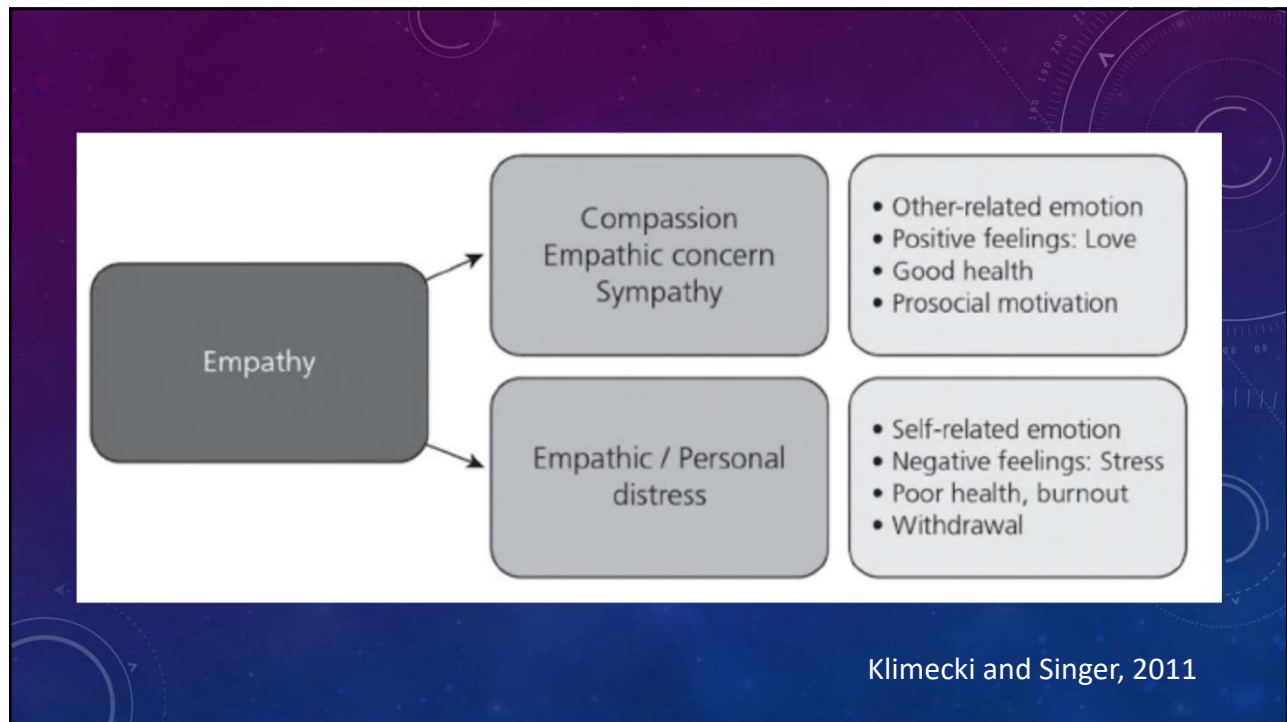 Empathy
Compassion
Empathic concern
Sympathy
• Other-related emotion
• Positive feelings: Love
• Good health
• Prosocial motivation
Empathic / Personal
distress
• Self-related emotion
• Negative feelings: Stress
• Poor health, burnout
• Withdrawal
Klimecki and Singer, 2011